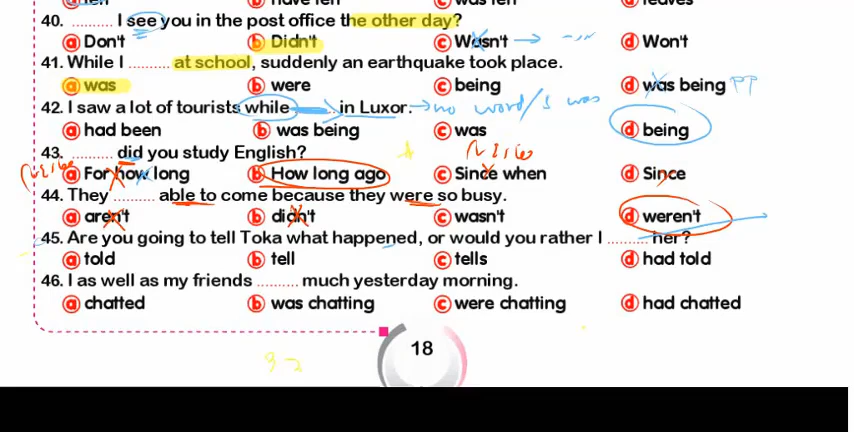 40. .......... I see you in the post office the other day?
ⓐ Don't ⓑ Didn't ⓒ Wasn't → ⓓ Won't
41. While I .......... at school, suddenly an earthquake took place.
ⓐ was ⓑ were ⓒ being ⓓ was being PP
42. I saw a lot of tourists while .......... in Luxor. → no word / I was
ⓐ had been ⓑ was being ⓒ was ⓓ being
43. .......... did you study English?
ⓐ For how long ⓑ How long ago ⓒ Since when ⓓ Since
44. They .......... able to come because they were so busy.
ⓐ aren't ⓑ didn't ⓒ wasn't ⓓ weren't
45. Are you going to tell Toka what happened, or would you rather I .......... her?
ⓐ told ⓑ tell ⓒ tells ⓓ had told
46. I as well as my friends .......... much yesterday morning.
ⓐ chatted ⓑ was chatting ⓒ were chatting ⓓ had chatted
18